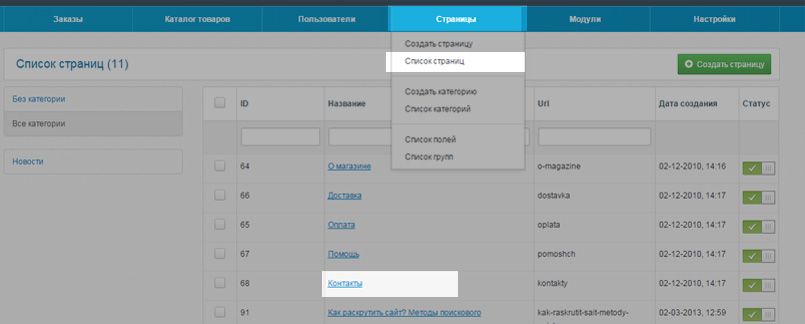 Заказы
Каталог товаров
Пользователи
Страницы
Модули
Настройки
Создать страницу
Список страниц
Создать категорию
Список категорий
Список полей
Список групп
Список страниц (11)
Создать страницу
Без категории
Все категории
Новости
ID
Название
Url
Дата создания
Статус
64 О магазине o-magazine 02-12-2010, 14:16
66 Доставка dostavka 02-12-2010, 14:17
65 Оплата oplata 02-12-2010, 14:17
67 Помощь pomoshch 02-12-2010, 14:17
68 Контакты kontakty 02-12-2010, 14:17
91 Как раскрутить сайт? Методы поискового kak-raskrutit-sait-metody- 02-03-2013, 12:59